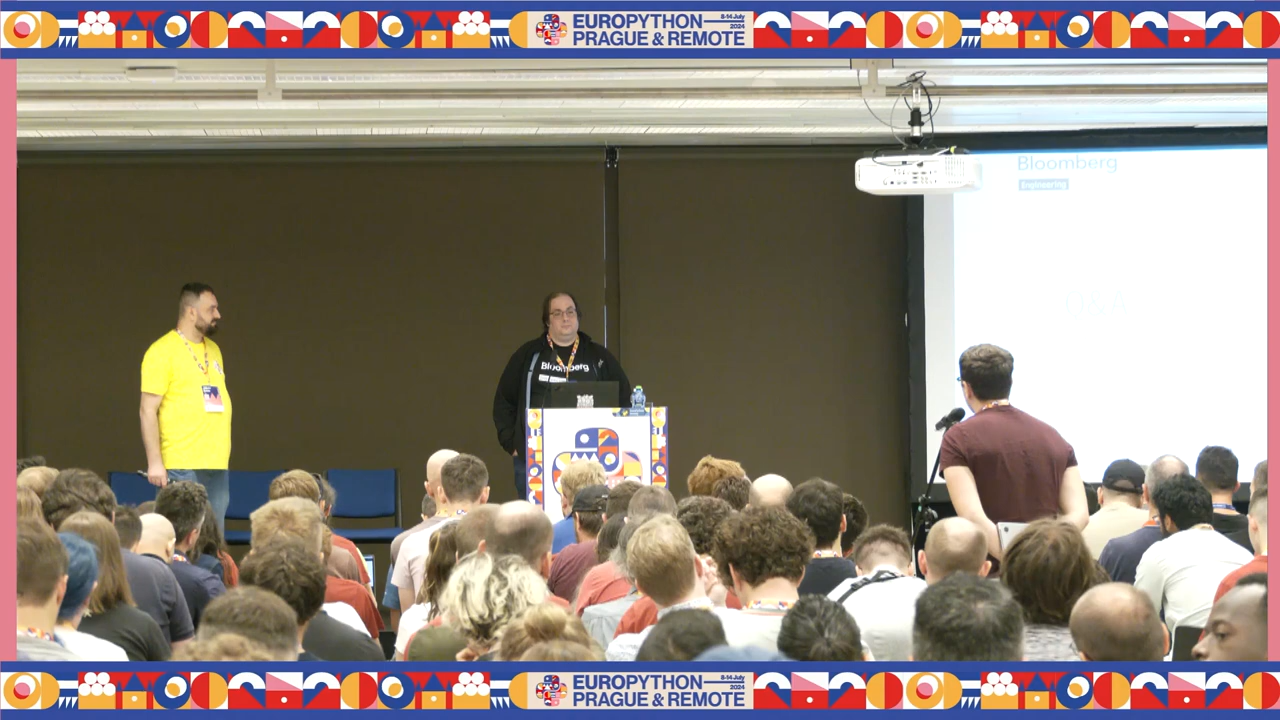 EUROPYTHON
8-14 July
2024
PRAGUE & REMOTE
Bloomberg
Engineering
Q&A
Bloomberg
EUROPYTHON
8-14 July
2024
PRAGUE & REMOTE